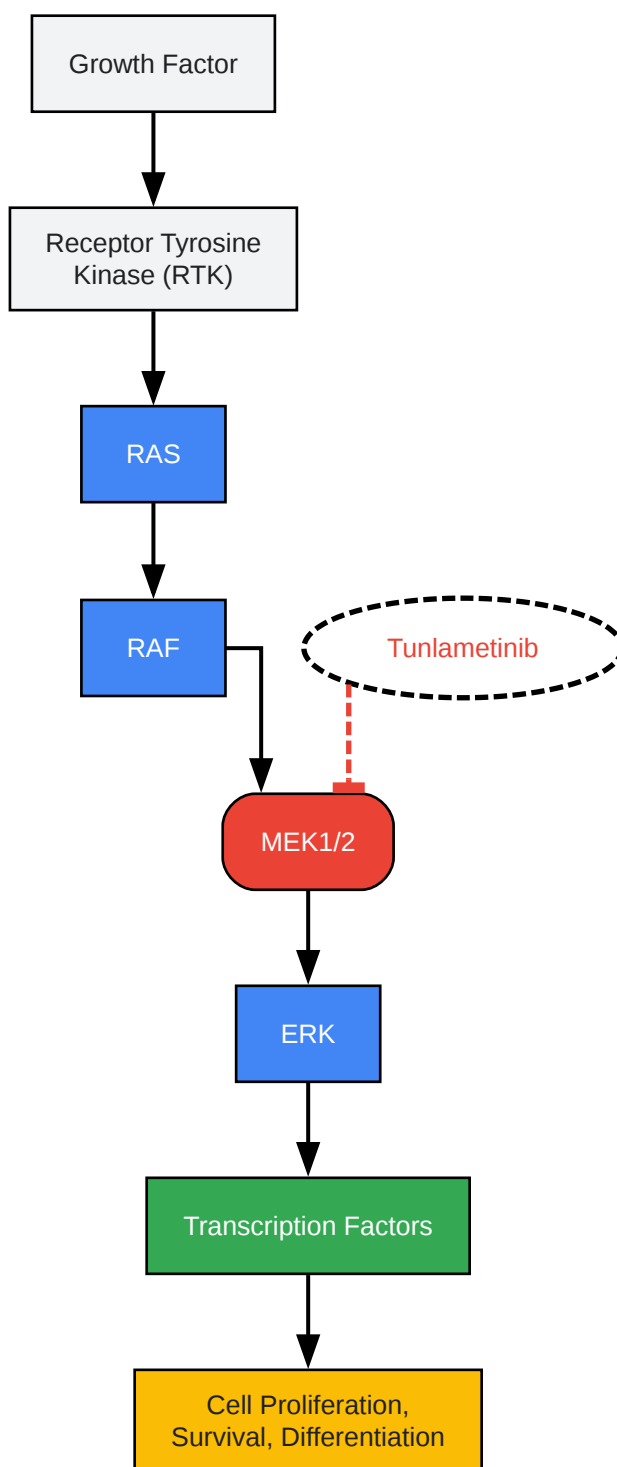 Growth Factor
Receptor Tyrosine
Kinase (RTK)
RAS
RAF
Tunlametinib
MEK1/2
ERK
Transcription Factors
Cell Proliferation,
Survival, Differentiation